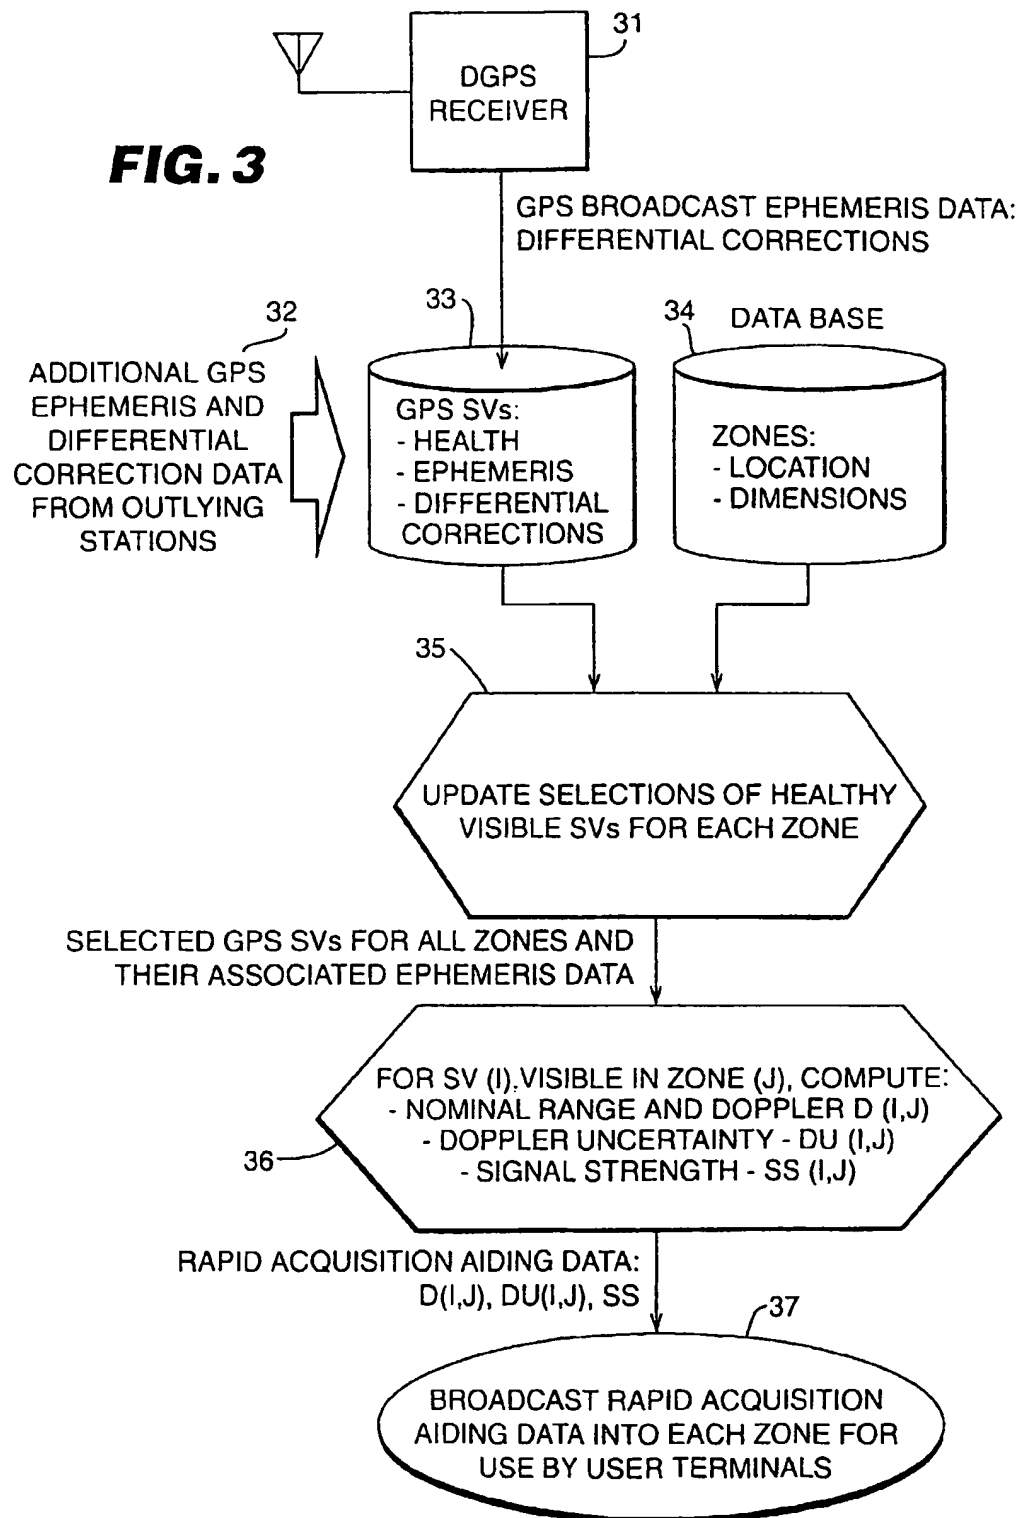 31
DGPS
RECEIVER
FIG. 3
GPS BROADCAST EPHEMERIS DATA:
DIFFERENTIAL CORRECTIONS
32
ADDITIONAL GPS
EPHEMERIS AND
DIFFERENTIAL
CORRECTION DATA
FROM OUTLYING
STATIONS
33
GPS SVs:
- HEALTH
- EPHEMERIS
- DIFFERENTIAL
CORRECTIONS
34
DATA BASE
ZONES:
- LOCATION
- DIMENSIONS
35
UPDATE SELECTIONS OF HEALTHY
VISIBLE SVs FOR EACH ZONE
SELECTED GPS SVs FOR ALL ZONES AND
THEIR ASSOCIATED EPHEMERIS DATA
FOR SV (I).VISIBLE IN ZONE (J), COMPUTE:
- NOMINAL RANGE AND DOPPLER D (I,J)
- DOPPLER UNCERTAINTY - DU (I,J)
- SIGNAL STRENGTH - SS (I,J)
36
RAPID ACQUISITION AIDING DATA:
D(I,J), DU(I,J), SS
37
BROADCAST RAPID ACQUISITION
AIDING DATA INTO EACH ZONE FOR
USE BY USER TERMINALS